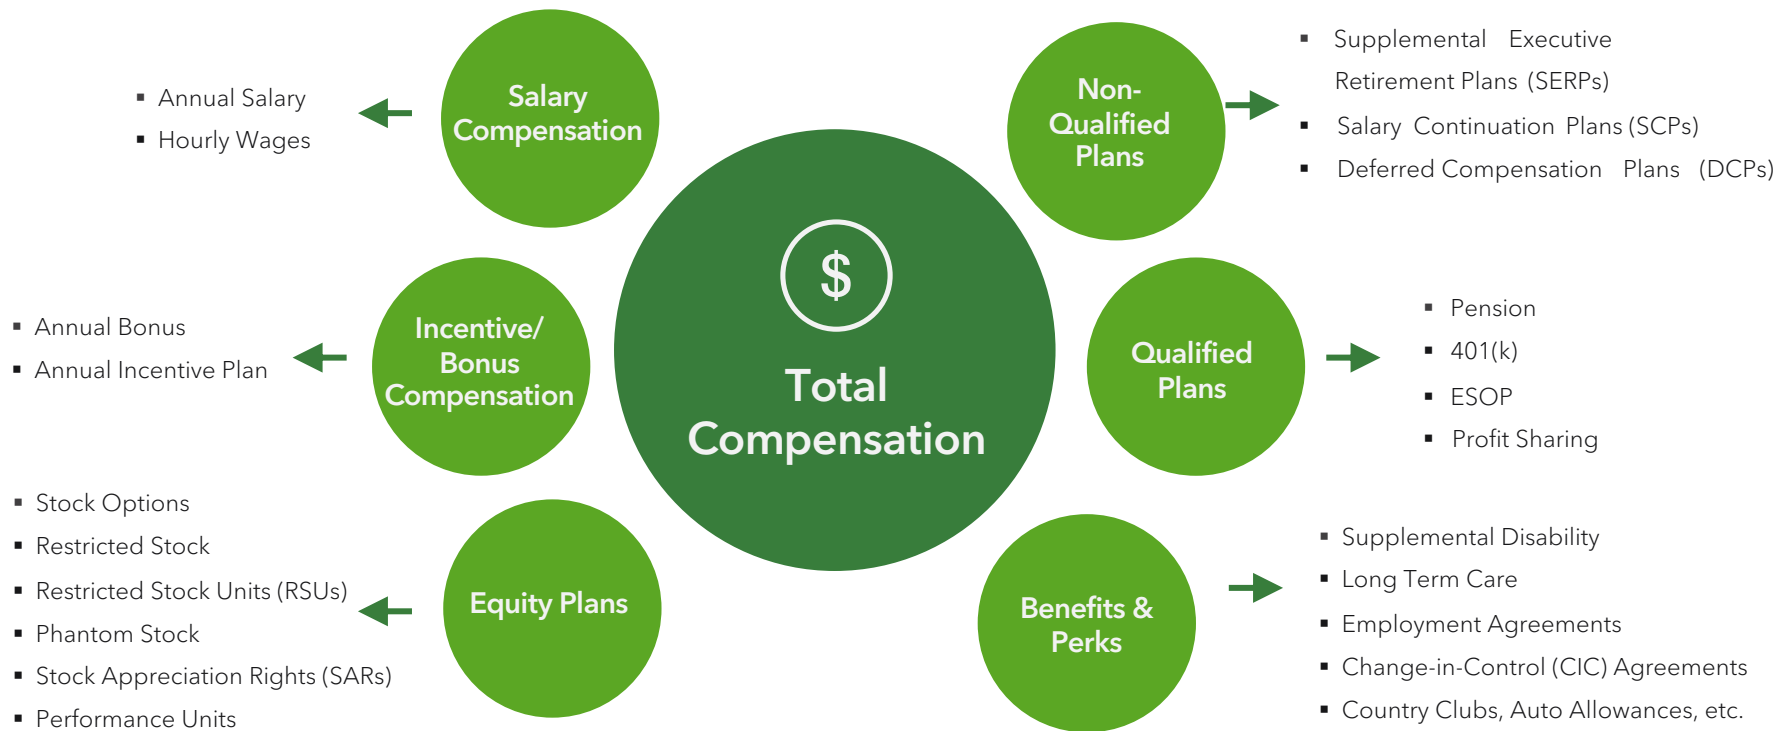 Salary
Compensation
▪ Annual Salary
▪ Hourly Wages
Incentive/
Bonus
Compensation
▪ Annual Bonus
▪ Annual Incentive Plan
Equity Plans
▪ Stock Options
▪ Restricted Stock
▪ Restricted Stock Units (RSUs)
▪ Phantom Stock
▪ Stock Appreciation Rights (SARs)
▪ Performance Units
$
Total
Compensation
Non-
Qualified
Plans
▪ Supplemental Executive
Retirement Plans (SERPs)
▪ Salary Continuation Plans (SCPs)
▪ Deferred Compensation Plans (DCPs)
Qualified
Plans
▪ Pension
▪ 401(k)
▪ ESOP
▪ Profit Sharing
Benefits &
Perks
▪ Supplemental Disability
▪ Long Term Care
▪ Employment Agreements
▪ Change-in-Control (CIC) Agreements
▪ Country Clubs, Auto Allowances, etc.